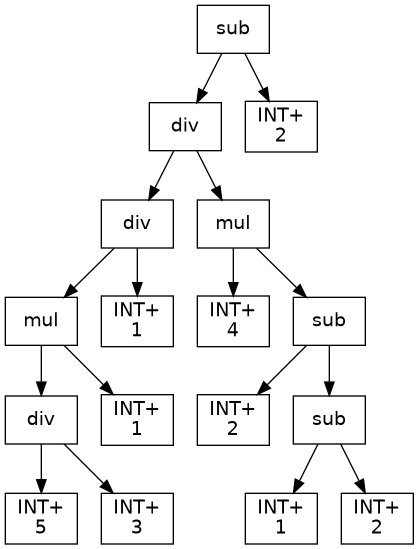 sub
div
INT+
2
div
mul
mul
INT+
1
INT+
4
sub
div
INT+
1
INT+
2
sub
INT+
5
INT+
3
INT+
1
INT+
2